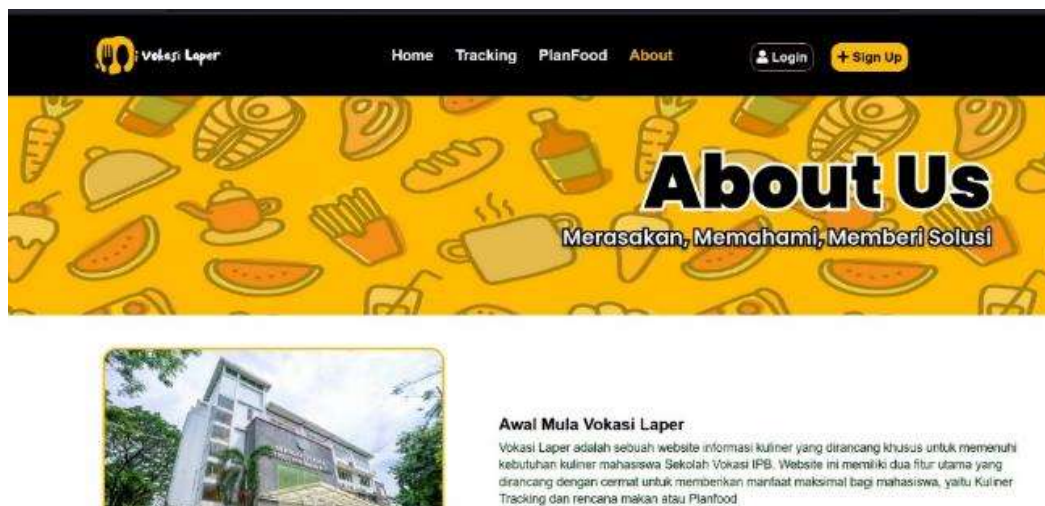 Vokasi Laper
Home Tracking PlanFood About
Login
+ Sign Up
About Us
Merasakan, Memahami, Memberi Solusi
Awal Mula Vokasi Laper
Vokasi Laper adalah sebuah website informasi kuliner yang dirancang khusus untuk memenuhi
kebutuhan kuliner mahasiswa Sekolah Vokasi IPB. Website ini memiliki dua fitur utama yang
dirancang dengan cermat untuk memberikan manfaat maksimal bagi mahasiswa, yaitu Kuliner
Tracking dan rencana makan atau Planfood